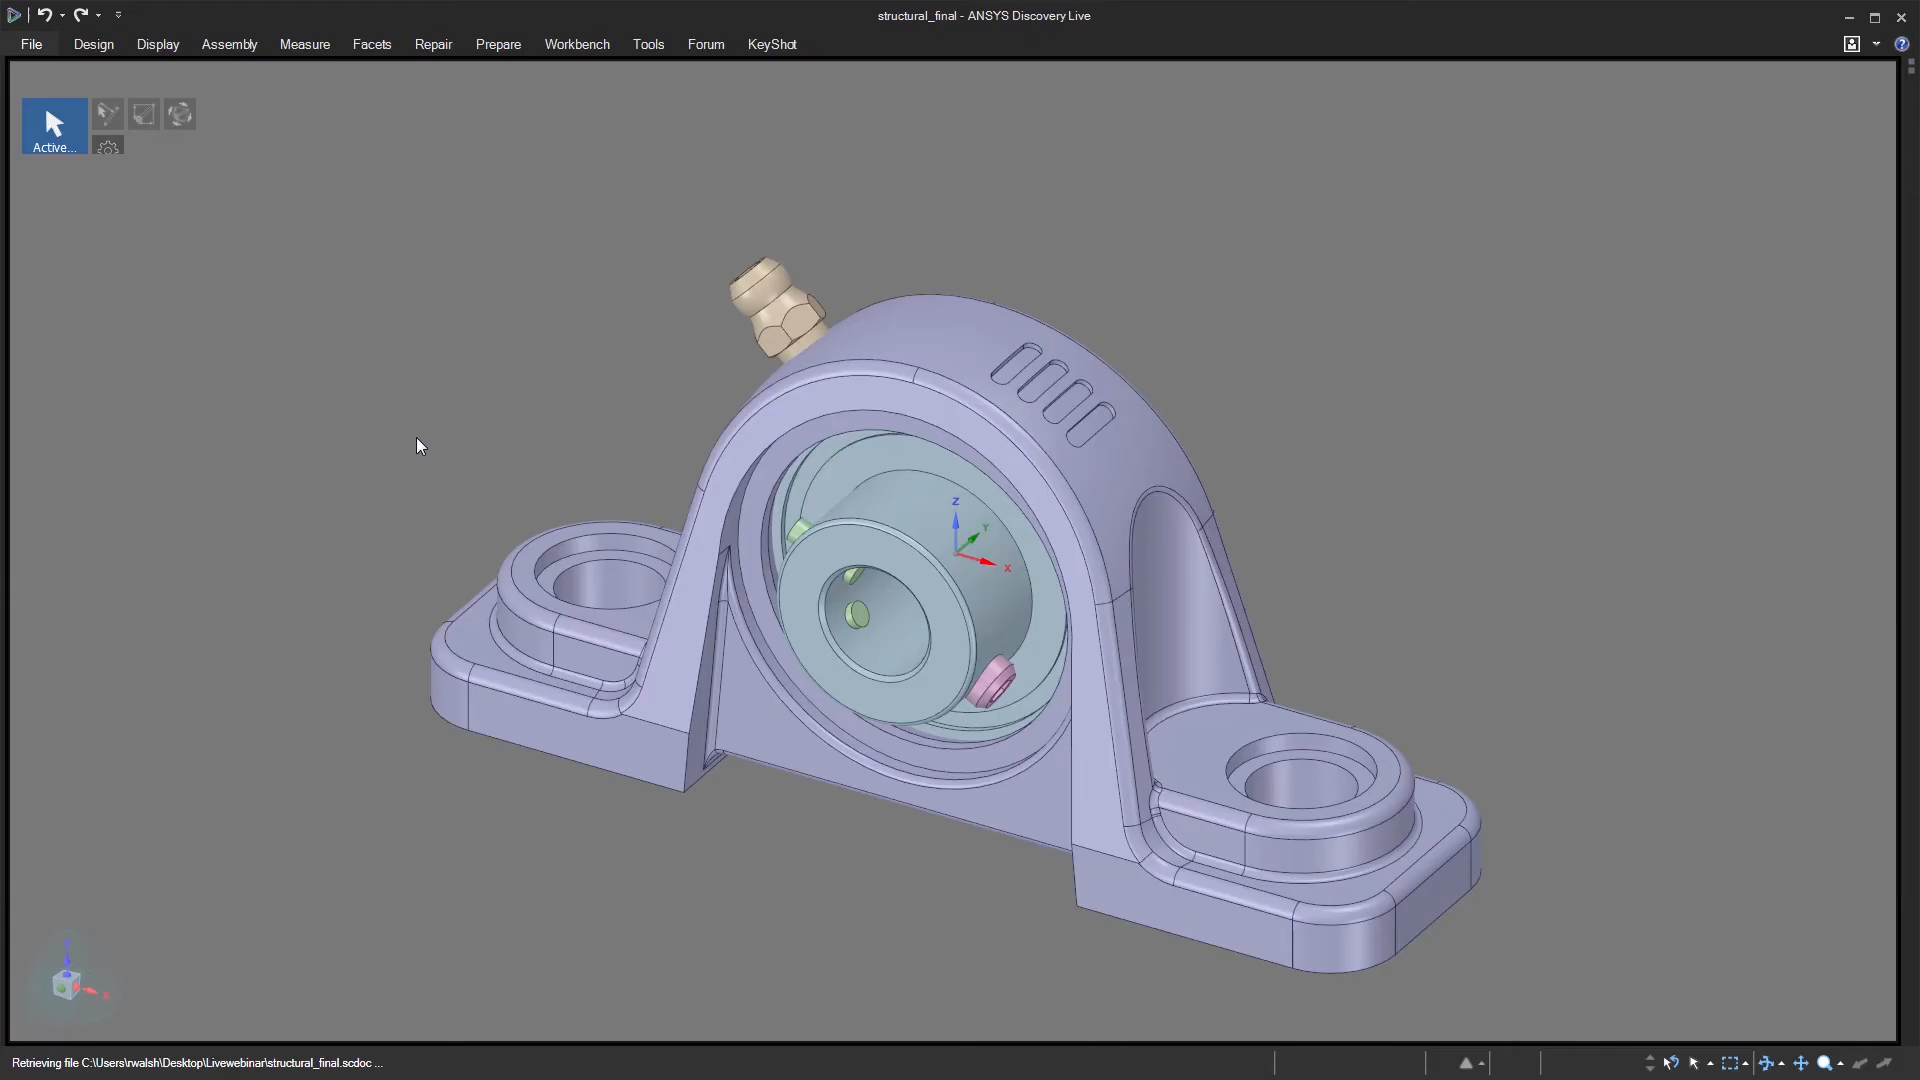 structural_final - ANSYS Discovery Live
File Design Display Assembly Measure Facets Repair Prepare Workbench Tools Forum KeyShot
Active...
Z
Y
X
X
Retrieving file C:\Users\rwalsh\Desktop\Livewebinar\structural_final.scdoc ...